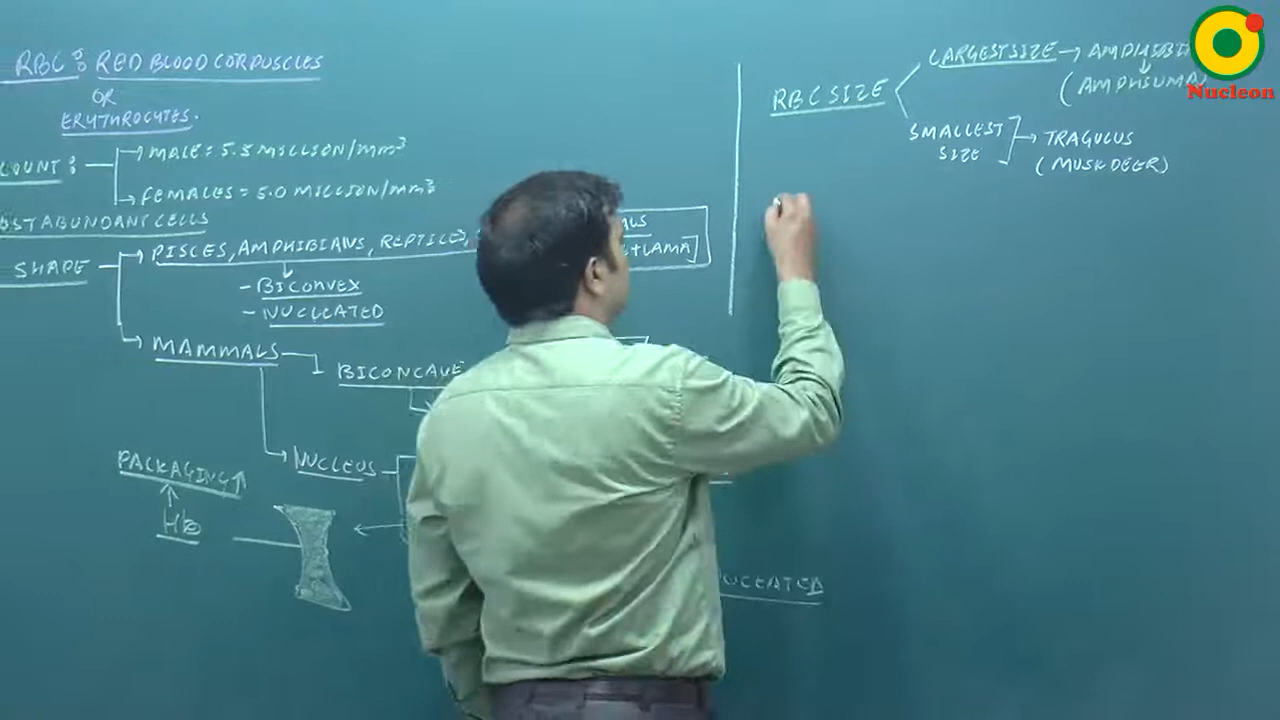 RBC: RED BLOOD CORPUSCLES
OR
ERYTHROCYTES.
COUNT:
MALE = 5.5 MILLION/mm³
FEMALES = 5.0 MILLION/mm³
ABUNDANT CELLS
SHAPE
PISCES, AMPHIBIANS, REPTILES,
- BICONVEX
- NUCLEATED
MAMMALS
BICONCAVE
NUCLEUS
PACKAGING↑
Hb
+LAMA]
RBC SIZE
LARGEST SIZE → AMPHIBI
(AMPHIUMA)
SMALLEST
SIZE
→ TRAGULUS
(MUSK DEER)
Nucleon